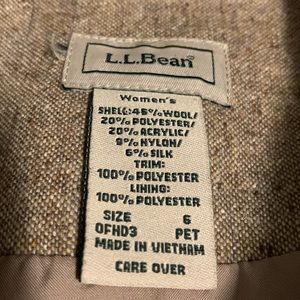 L.L.Bean
Women's
SHELL:45% WOOL/
20% POLYESTER/
20% ACRYLIC/
9% NYLON/
6% SILK
TRIM:
100% POLYESTER
LINING:
100% POLYESTER
SIZE 6
OFHD3 PET
MADE IN VIETNAM
CARE OVER